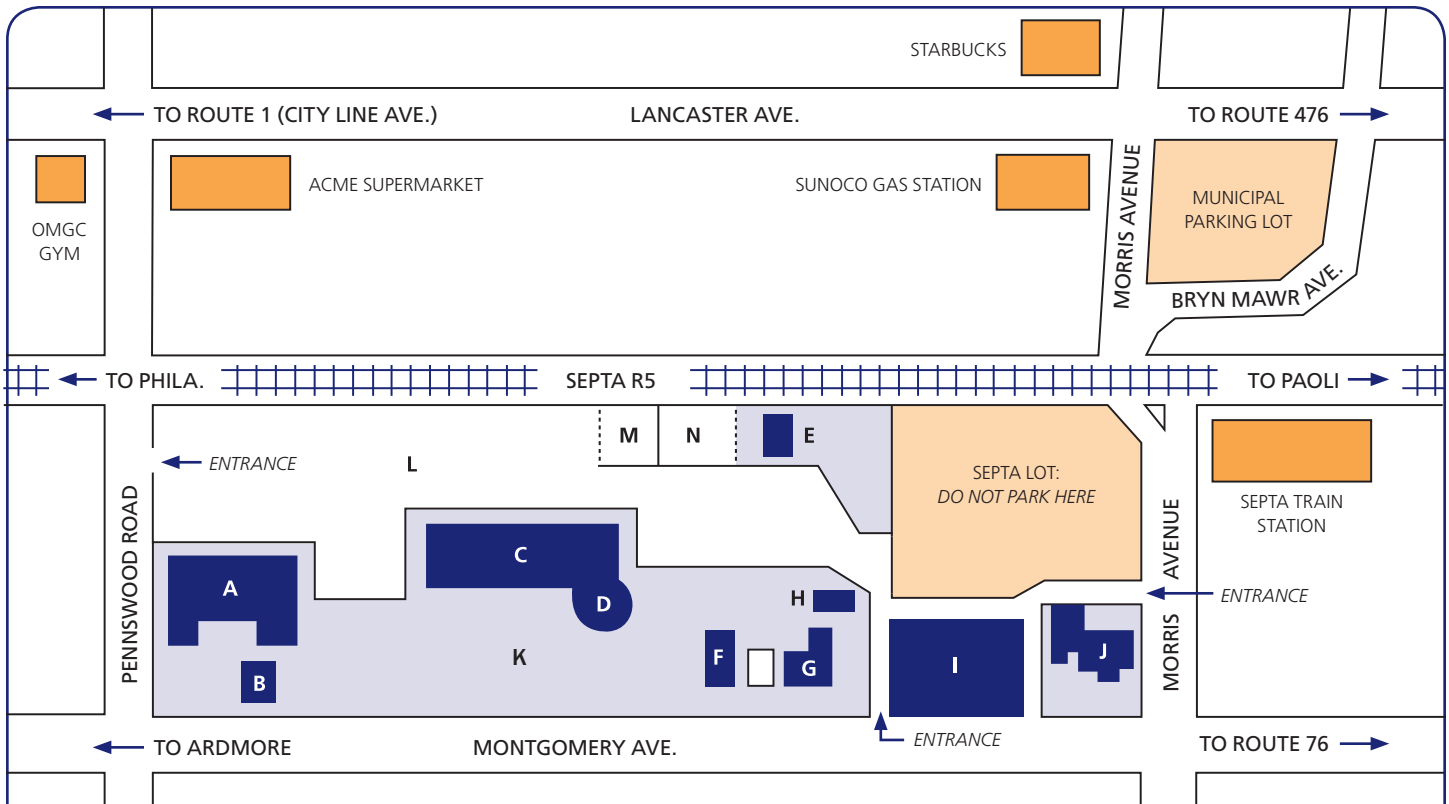 STARBUCKS
TO ROUTE 1 (CITY LINE AVE.)
LANCASTER AVE.
TO ROUTE 476
ACME SUPERMARKET
SUNOCO GAS STATION
MORRIS AVENUE
MUNICIPAL
PARKING LOT
OMGC
GYM
BRYN MAWR AVE.
TO PHILA.
SEPTA R5
TO PAOLI
M
N
E
ENTRANCE
L
SEPTA LOT:
DO NOT PARK HERE
SEPTA TRAIN
STATION
PENNSWOOD ROAD
MORRIS AVENUE
A
C
D
H
ENTRANCE
K
F
G
I
J
B
ENTRANCE
TO ARDMORE
MONTGOMERY AVE.
TO ROUTE 76